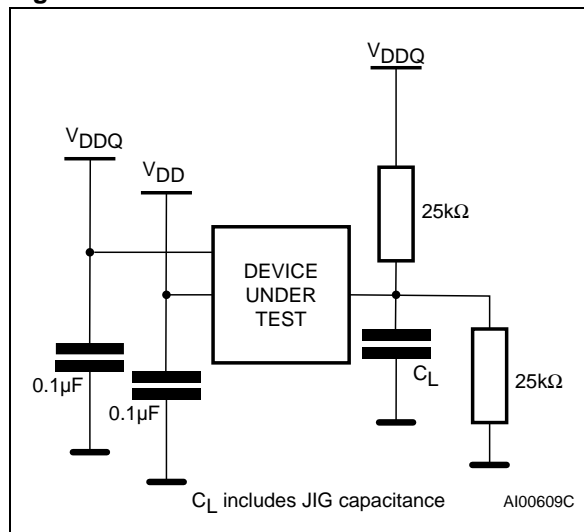 VDDQ
VDDQ
VDD
25kΩ
DEVICE
UNDER
TEST
0.1µF
0.1µF
CL
25kΩ
CL includes JIG capacitance
AI00609C